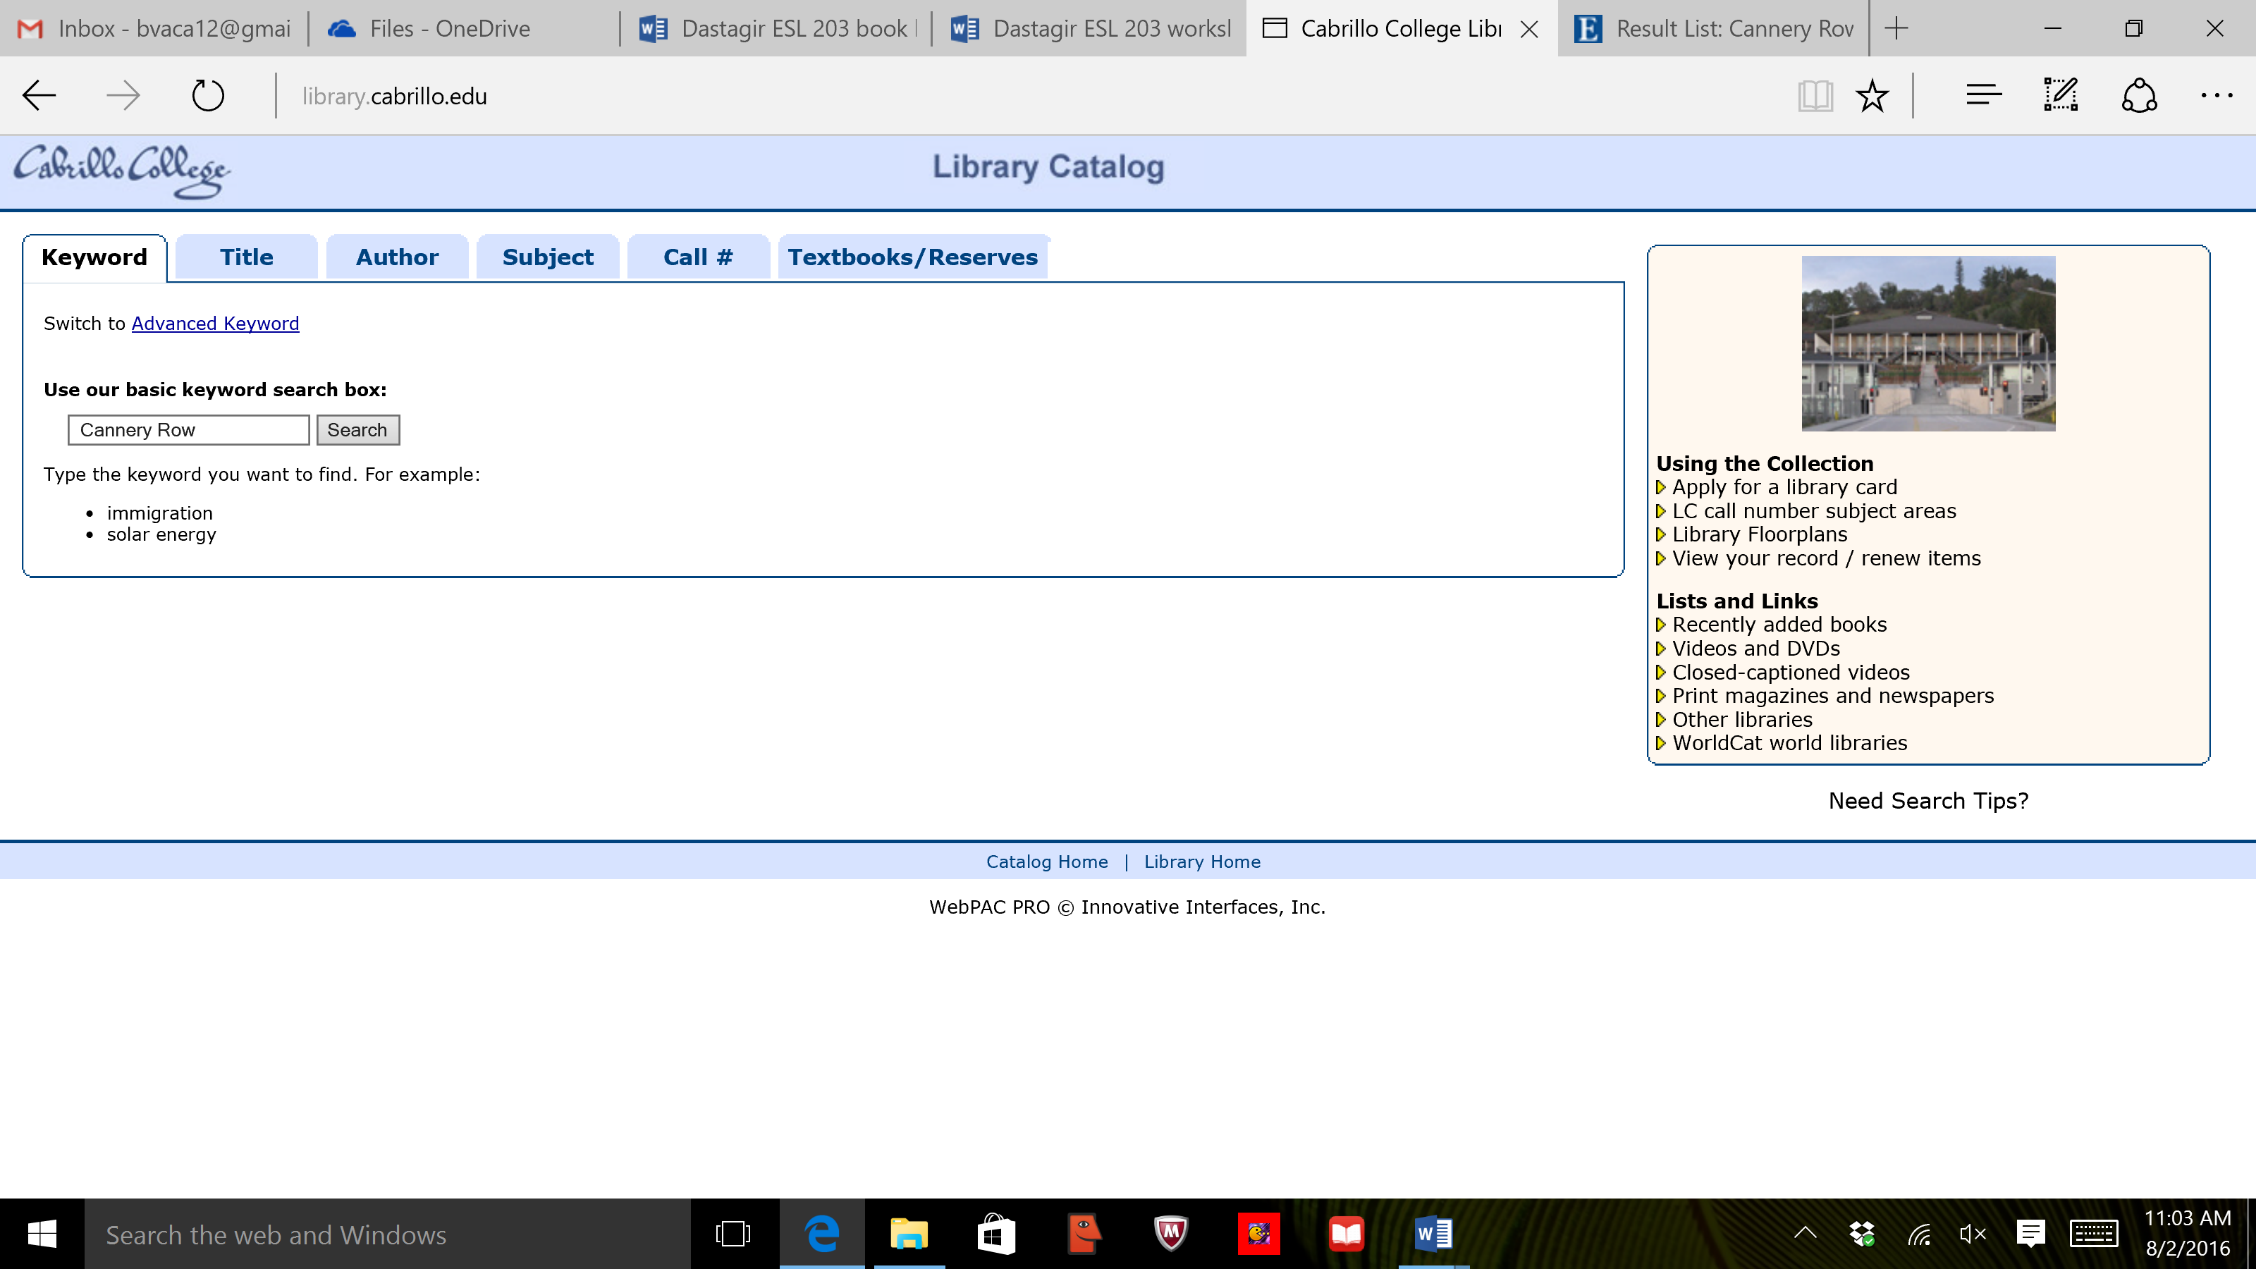 Inbox - bvaca12@gmai
Files - OneDrive
Dastagir ESL 203 book
Dastagir ESL 203 worksl
Cabrillo College Libr
Result List: Cannery Rov
library.cabrillo.edu
Cabrillo College
Library Catalog
Keyword
Title
Author
Subject
Call #
Textbooks/Reserves
Switch to Advanced Keyword
Use our basic keyword search box:
Cannery Row
Search
Type the keyword you want to find. For example:
immigration
solar energy
Using the Collection
Apply for a library card
LC call number subject areas
Library Floorplans
View your record / renew items
Lists and Links
Recently added books
Videos and DVDs
Closed-captioned videos
Print magazines and newspapers
Other libraries
WorldCat world libraries
Need Search Tips?
Catalog Home | Library Home
WebPAC PRO © Innovative Interfaces, Inc.
Search the web and Windows
11:03 AM
8/2/2016